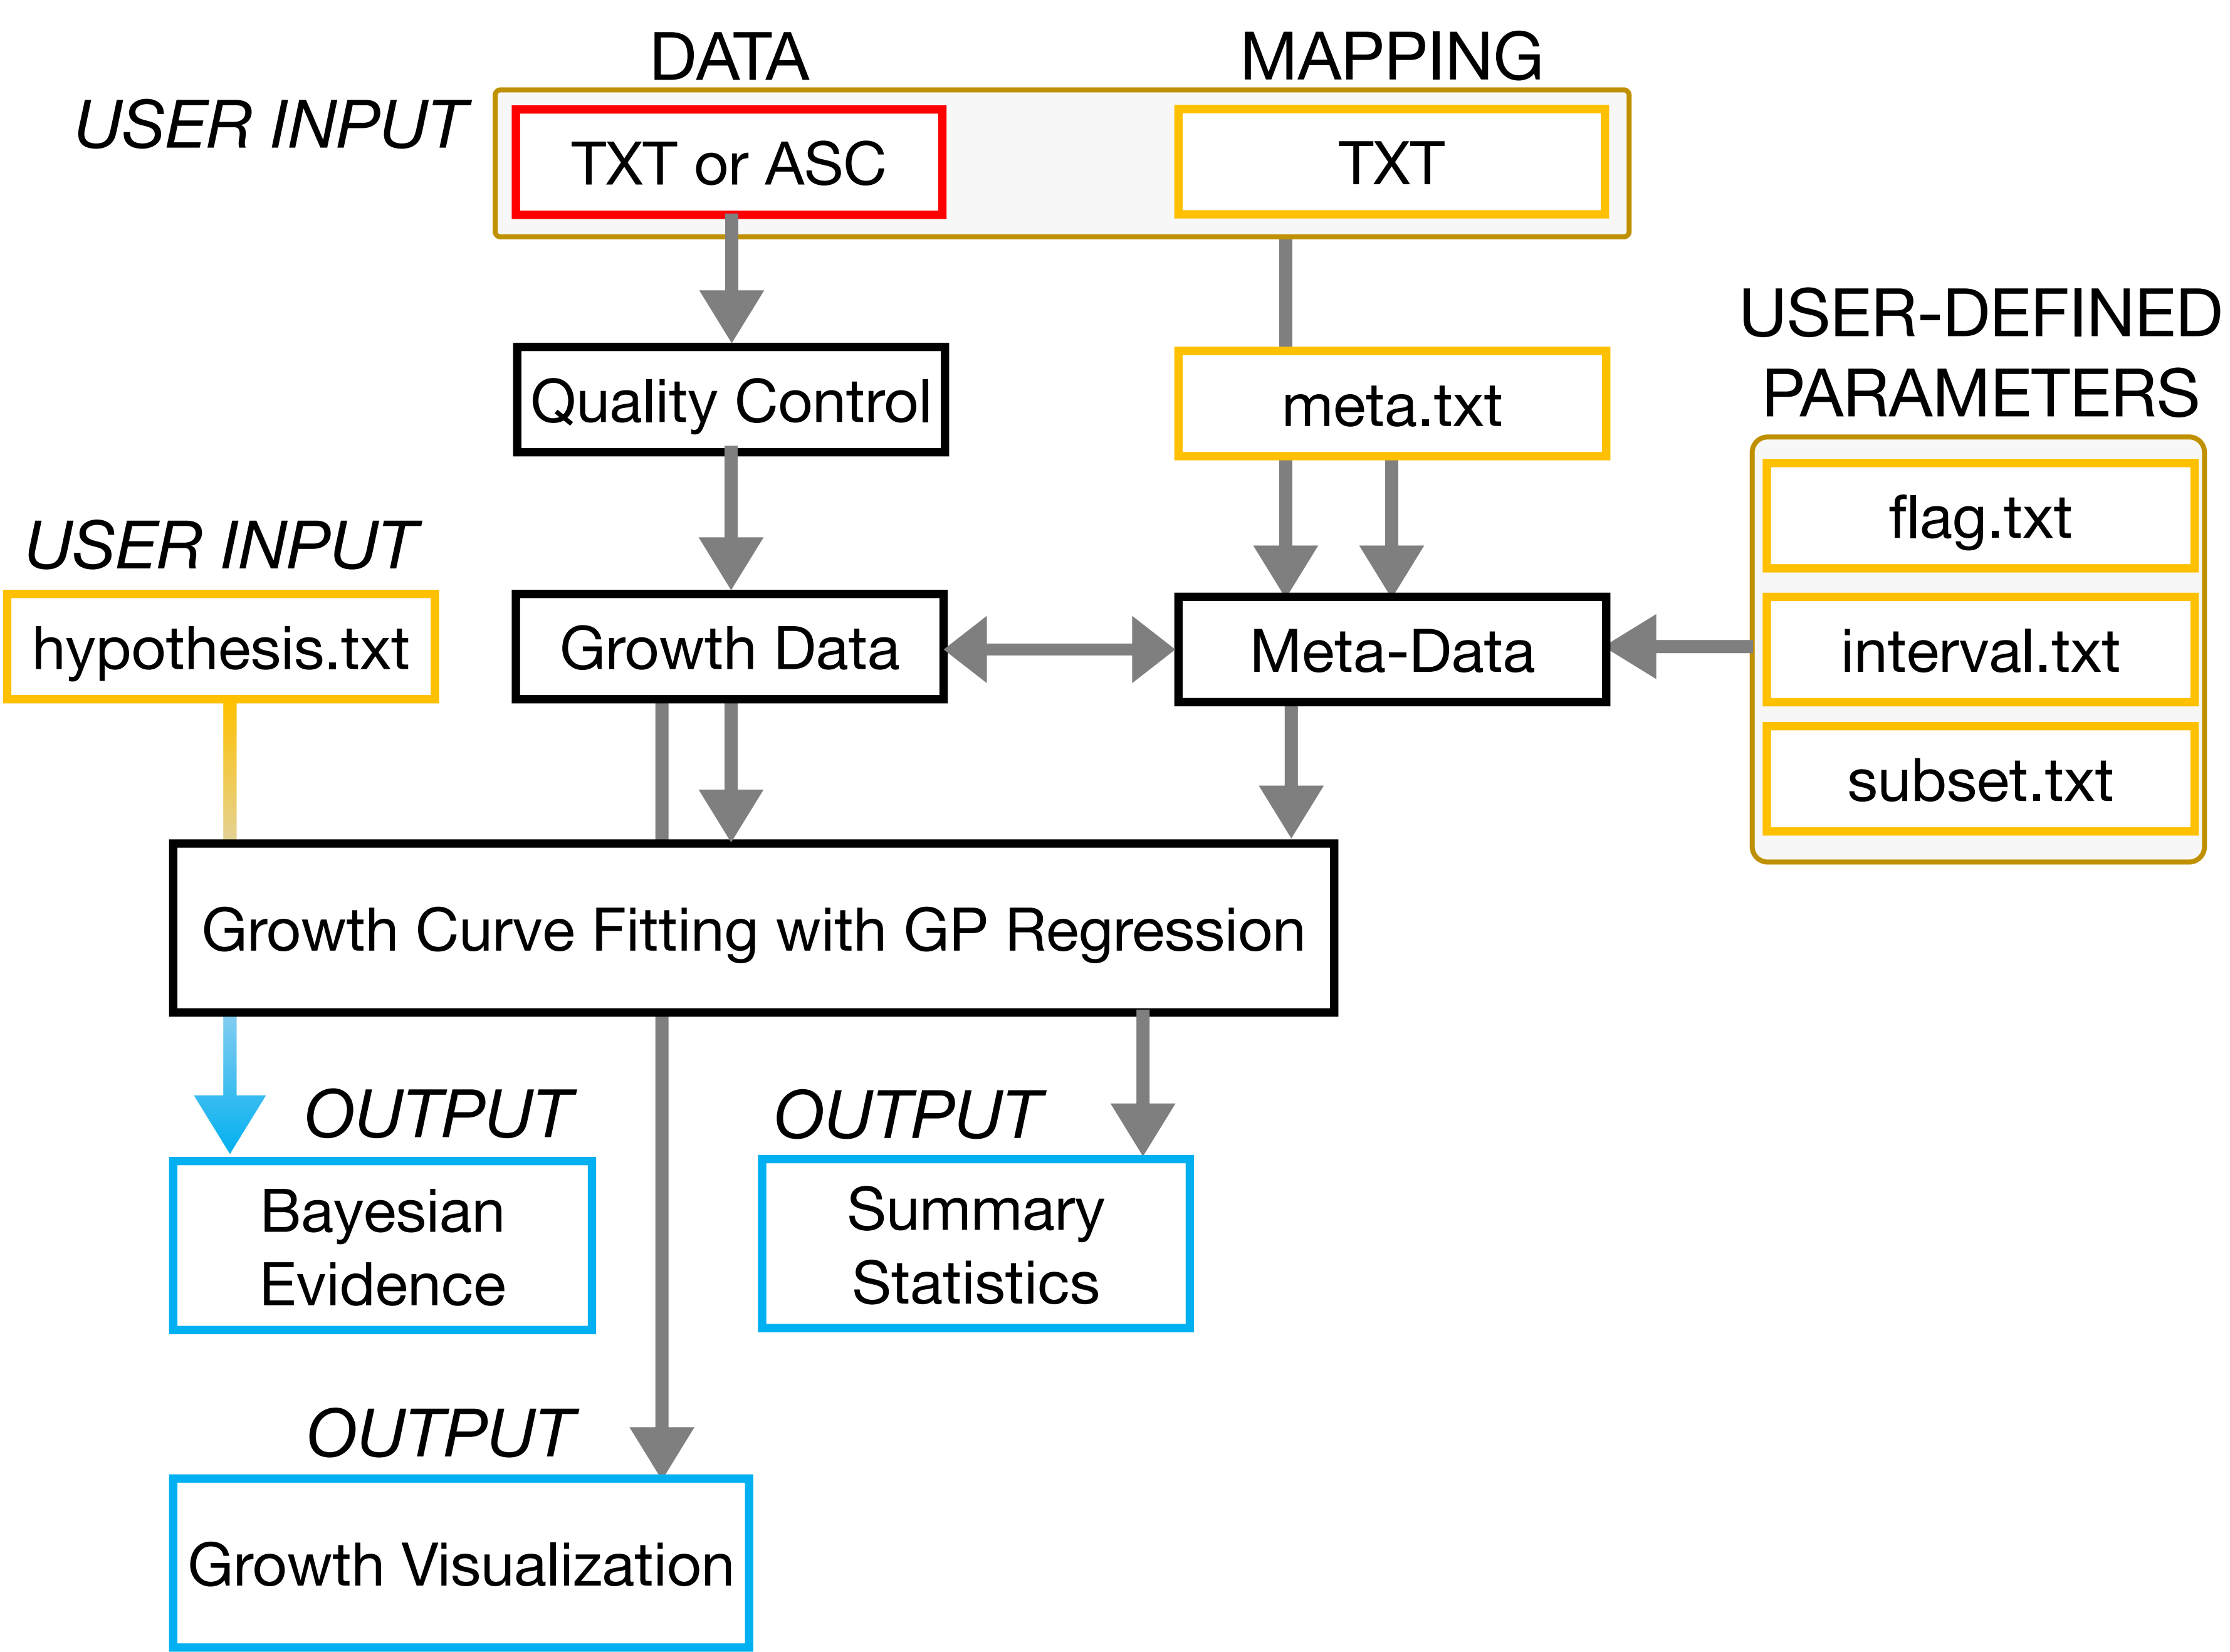 DATA
MAPPING
USER INPUT
TXT or ASC
TXT
USER-DEFINED
PARAMETERS
Quality Control
meta.txt
flag.txt
USER INPUT
hypothesis.txt
Growth Data
Meta-Data
interval.txt
subset.txt
Growth Curve Fitting with GP Regression
OUTPUT
OUTPUT
Bayesian
Evidence
Summary
Statistics
OUTPUT
Growth Visualization